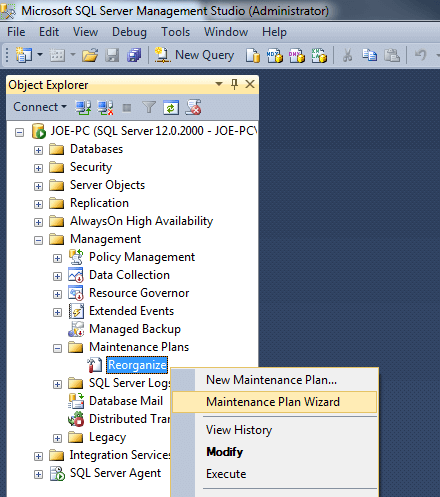 Microsoft SQL Server Management Studio (Administrator)
File Edit View Debug Tools Window Help
New Query
Object Explorer
Connect
JOE-PC (SQL Server 12.0.2000 - JOE-PC\
Databases
Security
Server Objects
Replication
AlwaysOn High Availability
Management
Policy Management
Data Collection
Resource Governor
Extended Events
Managed Backup
Maintenance Plans
Reorganize
SQL Server Logs
Database Mail
Distributed Tran
Legacy
Integration Services
SQL Server Agent
New Maintenance Plan...
Maintenance Plan Wizard
View History
Modify
Execute